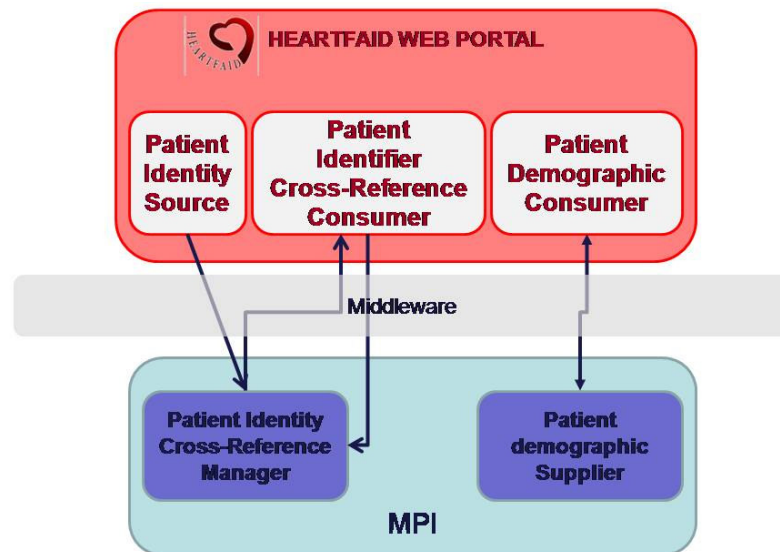 HEARTFAID
HEARTFAID WEB PORTAL
Patient
Identity
Source
Patient
Identifier
Cross-Reference
Consumer
Patient
Demographic
Consumer
Middleware
Patient Identity
Cross-Reference
Manager
Patient
demographic
Supplier
MPI